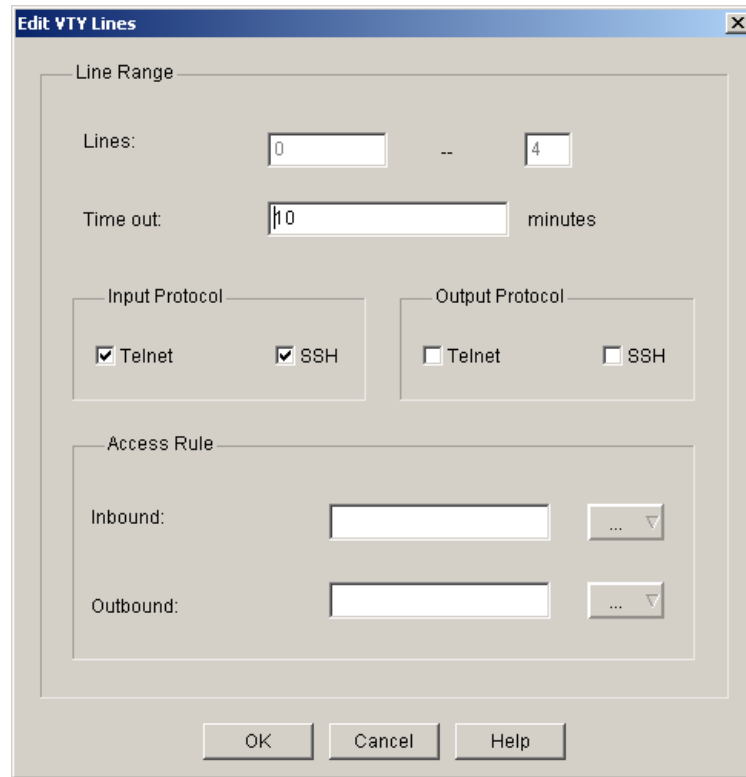 Edit VTY Lines
Line Range
Lines: 0 -- 4
Time out: 10 minutes
Input Protocol Output Protocol
Telnet SSH Telnet SSH
Access Rule
Inbound: ...
Outbound: ...
OK Cancel Help